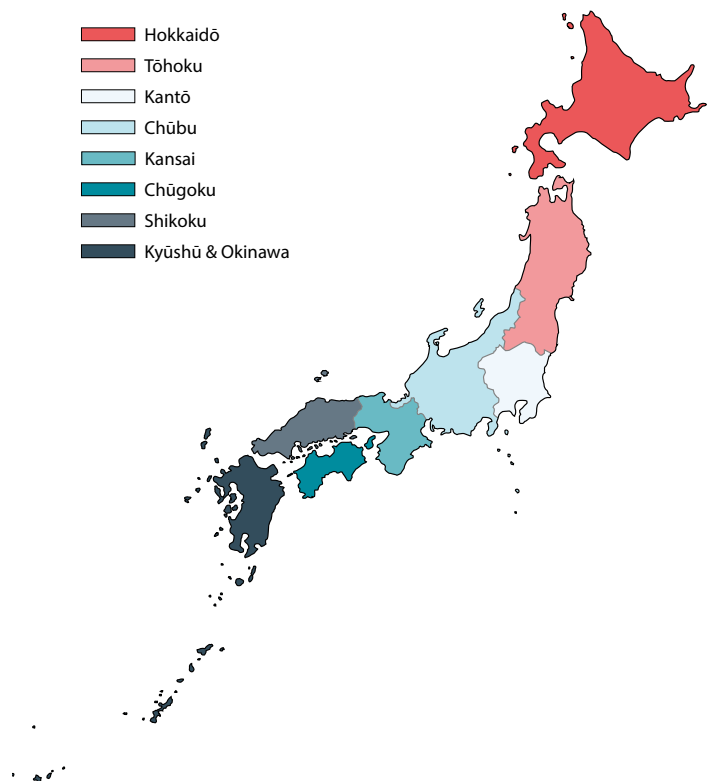 Hokkaidō
Tōhoku
Kantō
Chūbu
Kansai
Chūgoku
Shikoku
Kyūshū & Okinawa